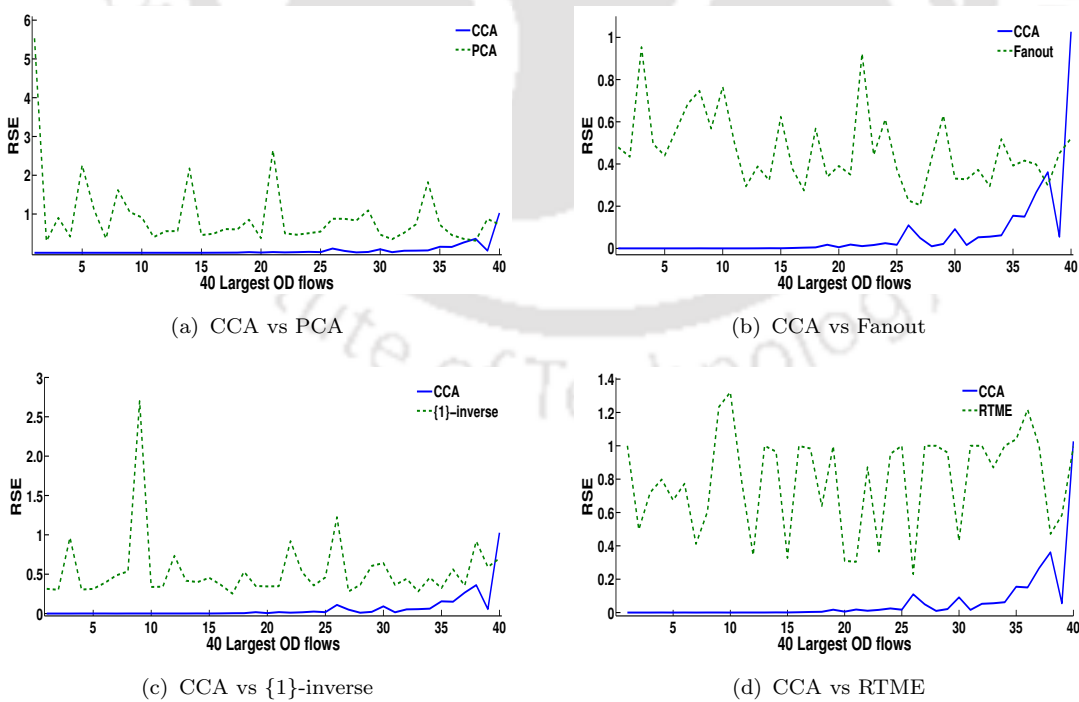 6
5
4
3
2
1
RSE
CCA
PCA
5 10 15 20 25 30 35 40
40 Largest OD flows
(a) CCA vs PCA
1
0.8
0.6
0.4
0.2
0
RSE
CCA
Fanout
5 10 15 20 25 30 35 40
40 Largest OD flows
(b) CCA vs Fanout
ute of Technology
3
2.5
2
1.5
1
0.5
0
RSE
CCA
{1}-inverse
5 10 15 20 25 30 35 40
40 Largest OD flows
(c) CCA vs {1}-inverse
1.4
1.2
1
0.8
0.6
0.4
0.2
0
RSE
CCA
RTME
5 10 15 20 25 30 35 40
40 Largest OD flows
(d) CCA vs RTME